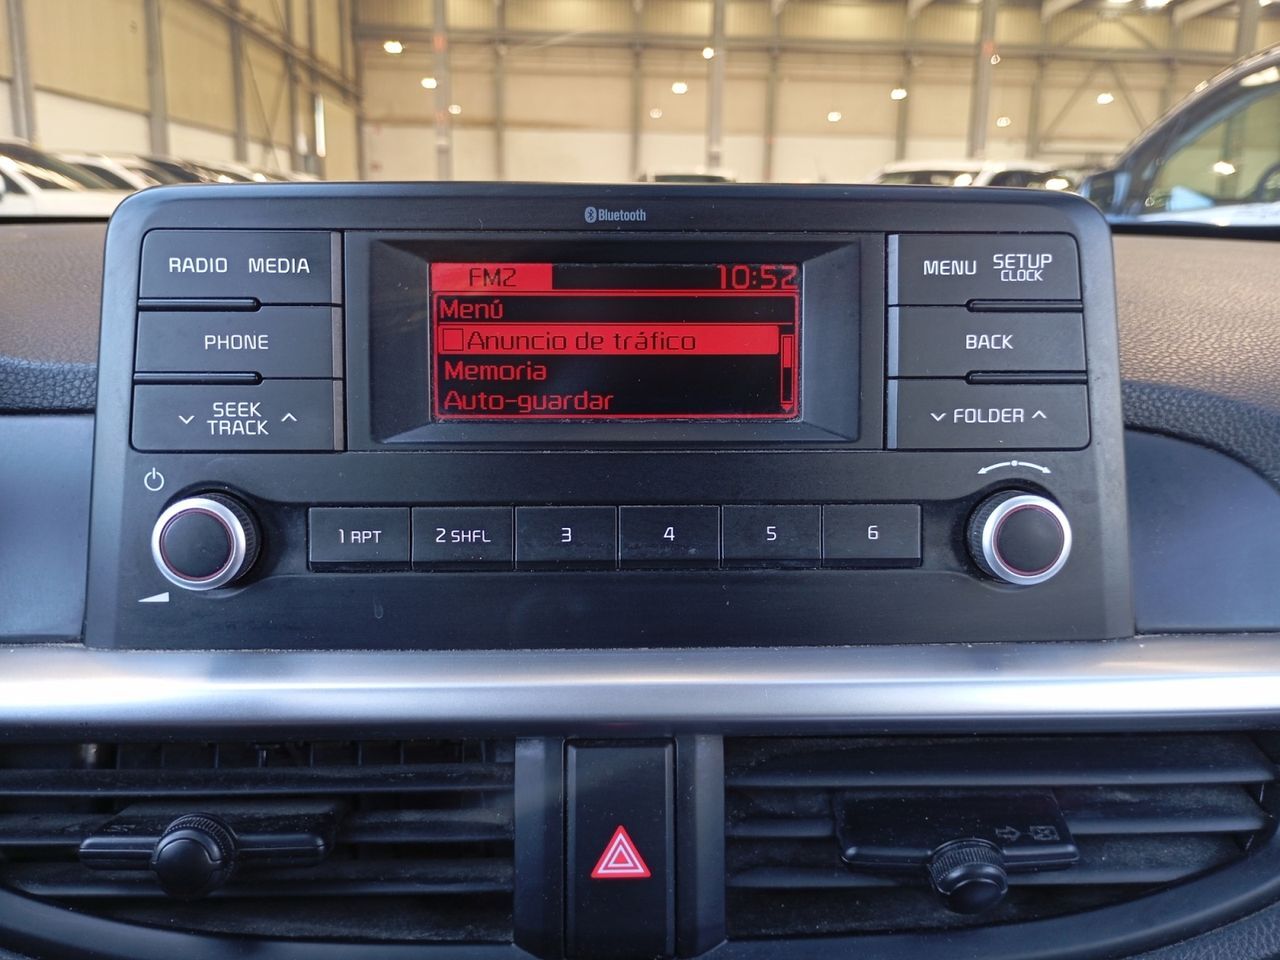 Bluetooth
RADIO MEDIA
PHONE
SEEK
TRACK
FM2 10:52
Menú
Anuncio de tráfico
Memoria
Auto-guardar
MENU SETUP
CLOCK
BACK
FOLDER
1 RPT 2 SHFL 3 4 5 6